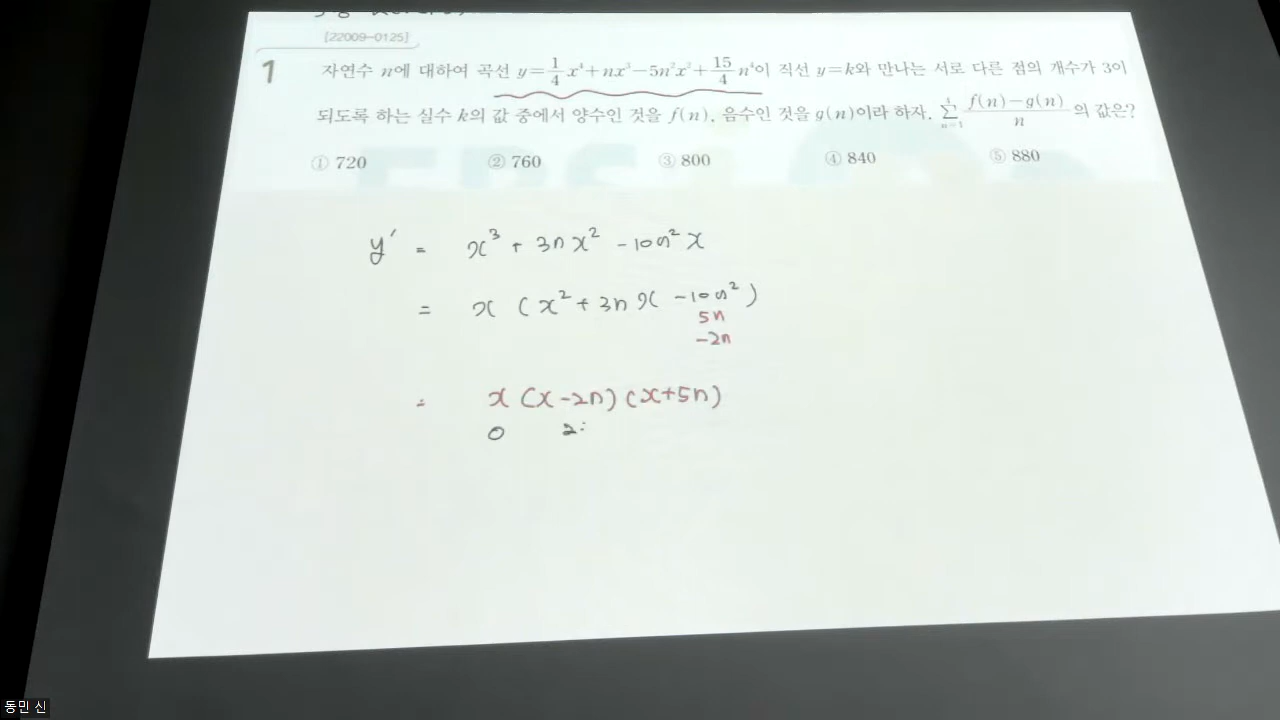 [22009-0125]
1 자연수 n에 대하여 곡선 y=1/4 x⁴+nx³-5n²x²+15/4 n⁴이 직선 y=k와 만나는 서로 다른 점의 개수가 3이
되도록 하는 실수 k의 값 중에서 양수인 것을 f(n), 음수인 것을 g(n)이라 하자. ∑ f(n)-g(n)/n 의 값은?
① 720 ② 760 ③ 800 ④ 840 ⑤ 880
y′ = x³ + 3nx² - 10n²x
= x (x² + 3nx - 10n²)
5n
-2n
= x (x-2n)(x+5n)
0 2
동민 신